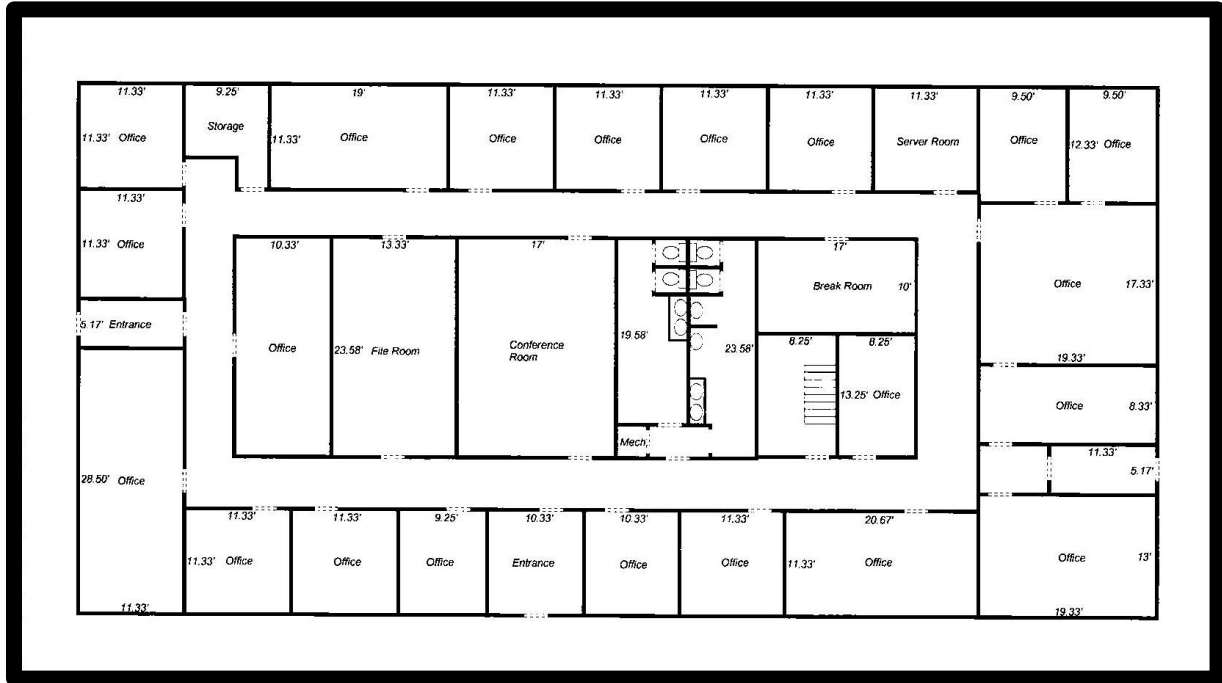 11.33'
9.25'
19'
11.33'
11.33'
11.33'
11.33'
11.33'
9.50'
9.50'
11.33' Office
Storage
11.33'
Office
Office
Office
Office
Office
Server Room
Office
12.33' Office
11.33'
11.33' Office
10.33'
13.33'
17'
17'
Break Room
10'
Office
17.33'
5.17' Entrance
Office
23.58' File Room
Conference
Room
19.58'
23.58'
8.25'
8.25'
19.33'
13.25' Office
Office
8.33'
Mech.
11.33'
5.17'
28.50' Office
11.33'
11.33'
11.33'
9.25'
10.33'
10.33'
11.33'
20.67'
11.33' Office
Office
Office
Entrance
Office
Office
11.33'
Office
Office
13'
19.33'